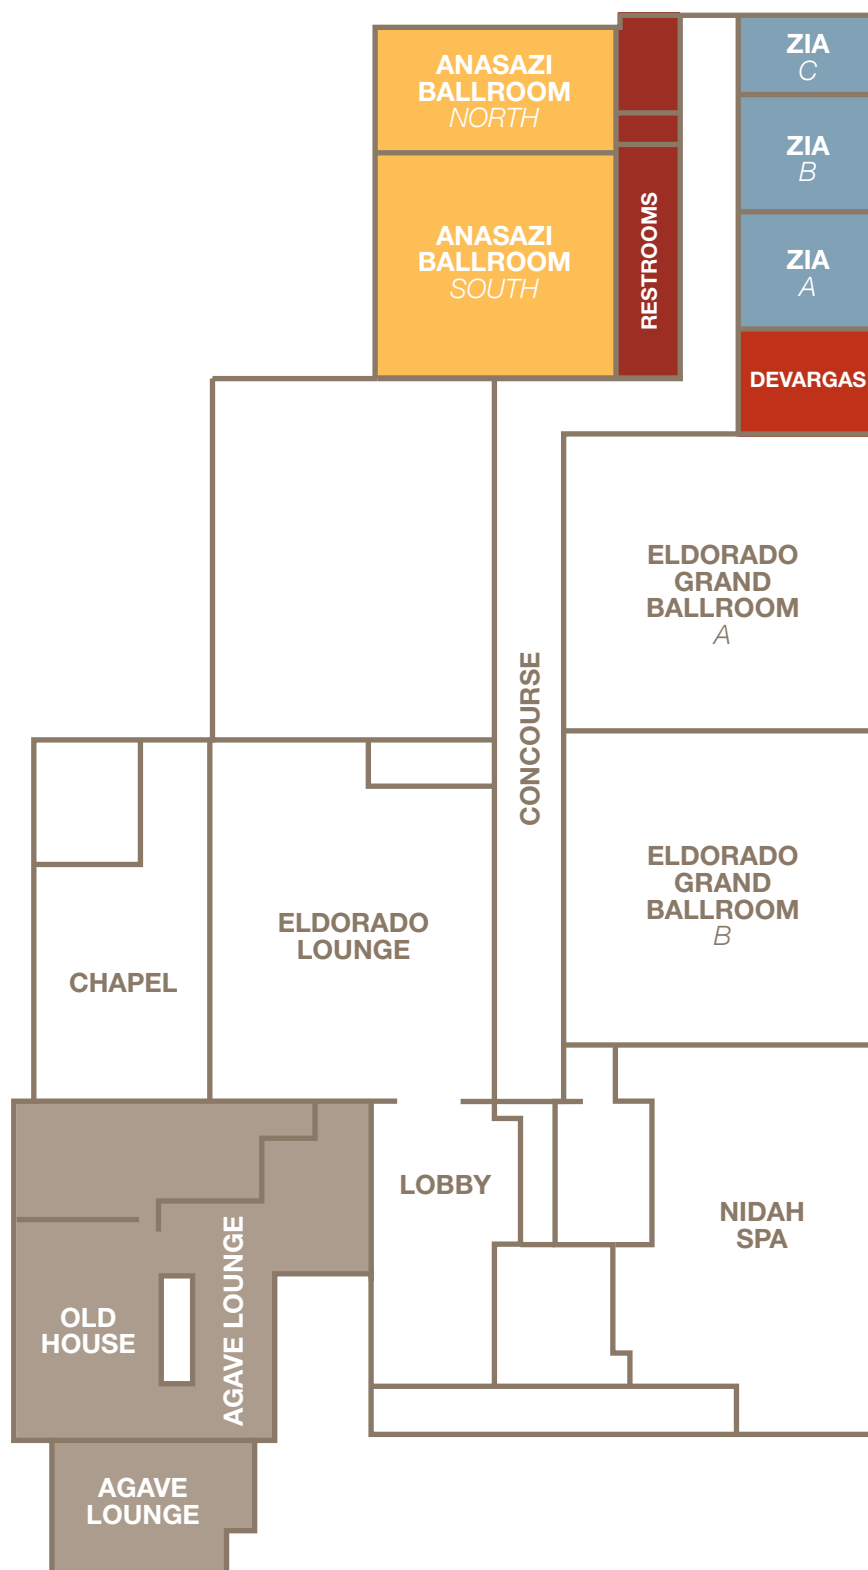 ANASAZI
BALLROOM
NORTH
ZIA
C
ZIA
B
ANASAZI
BALLROOM
SOUTH
RESTROOMS
ZIA
A
DEVARGAS
ELDORADO
GRAND
BALLROOM
A
CONCOURSE
ELDORADO
GRAND
BALLROOM
B
ELDORADO
LOUNGE
CHAPEL
LOBBY
NIDAH
SPA
OLD
HOUSE
AGAVE LOUNGE
AGAVE
LOUNGE